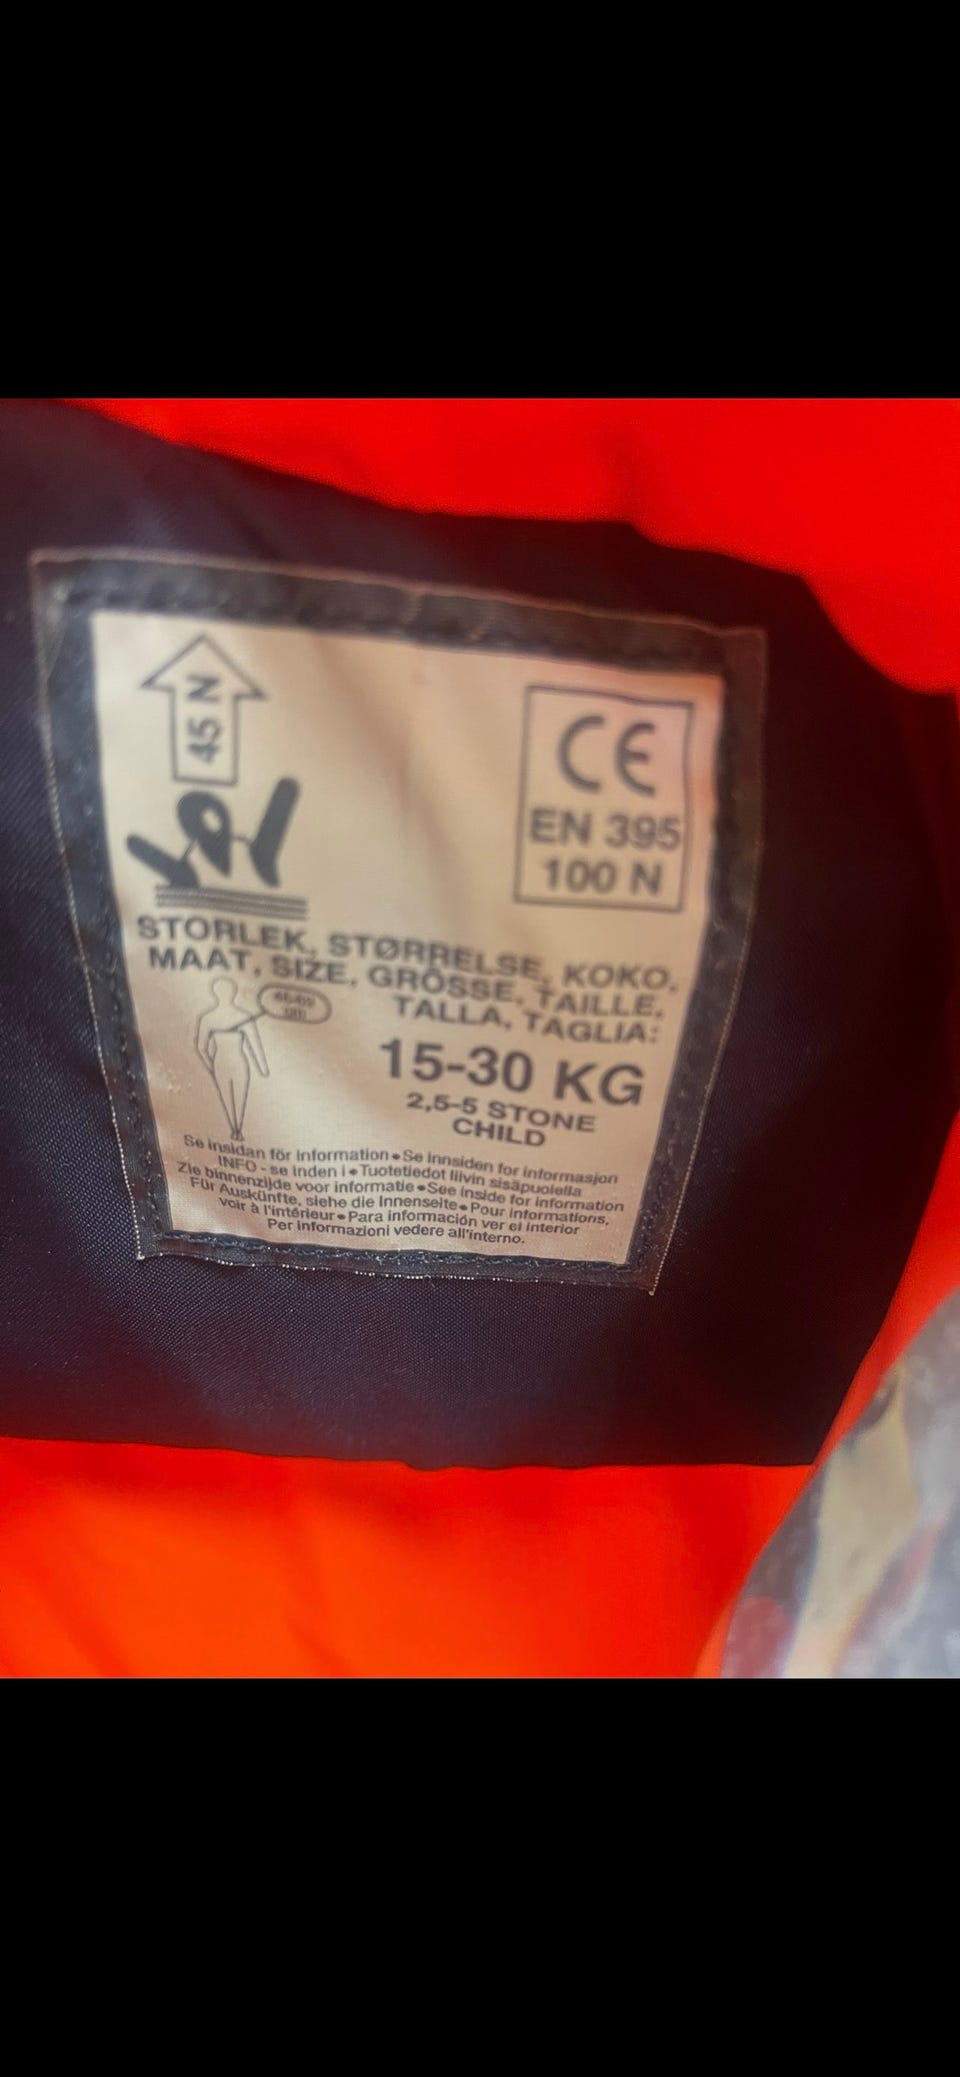 45 N
CE
EN 395
100 N
STORLEK, STØRRELSE, KOKO,
MAAT, SIZE, GRÖSSE, TAILLE,
TALLA, TAGLIA:
cm
15-30 KG
2,5-5 STONE
CHILD
Se insidan för information • Se innsiden for informasjon
INFO - se inden i • Tuotetiedot liivin sisäpuolella
Zie binnenzijde voor informatie • See inside for information
Für Auskünfte, siehe die Innenseite • Pour informations,
voir à l'intérieur • Para información ver el interior
Per informazioni vedere all'interno.